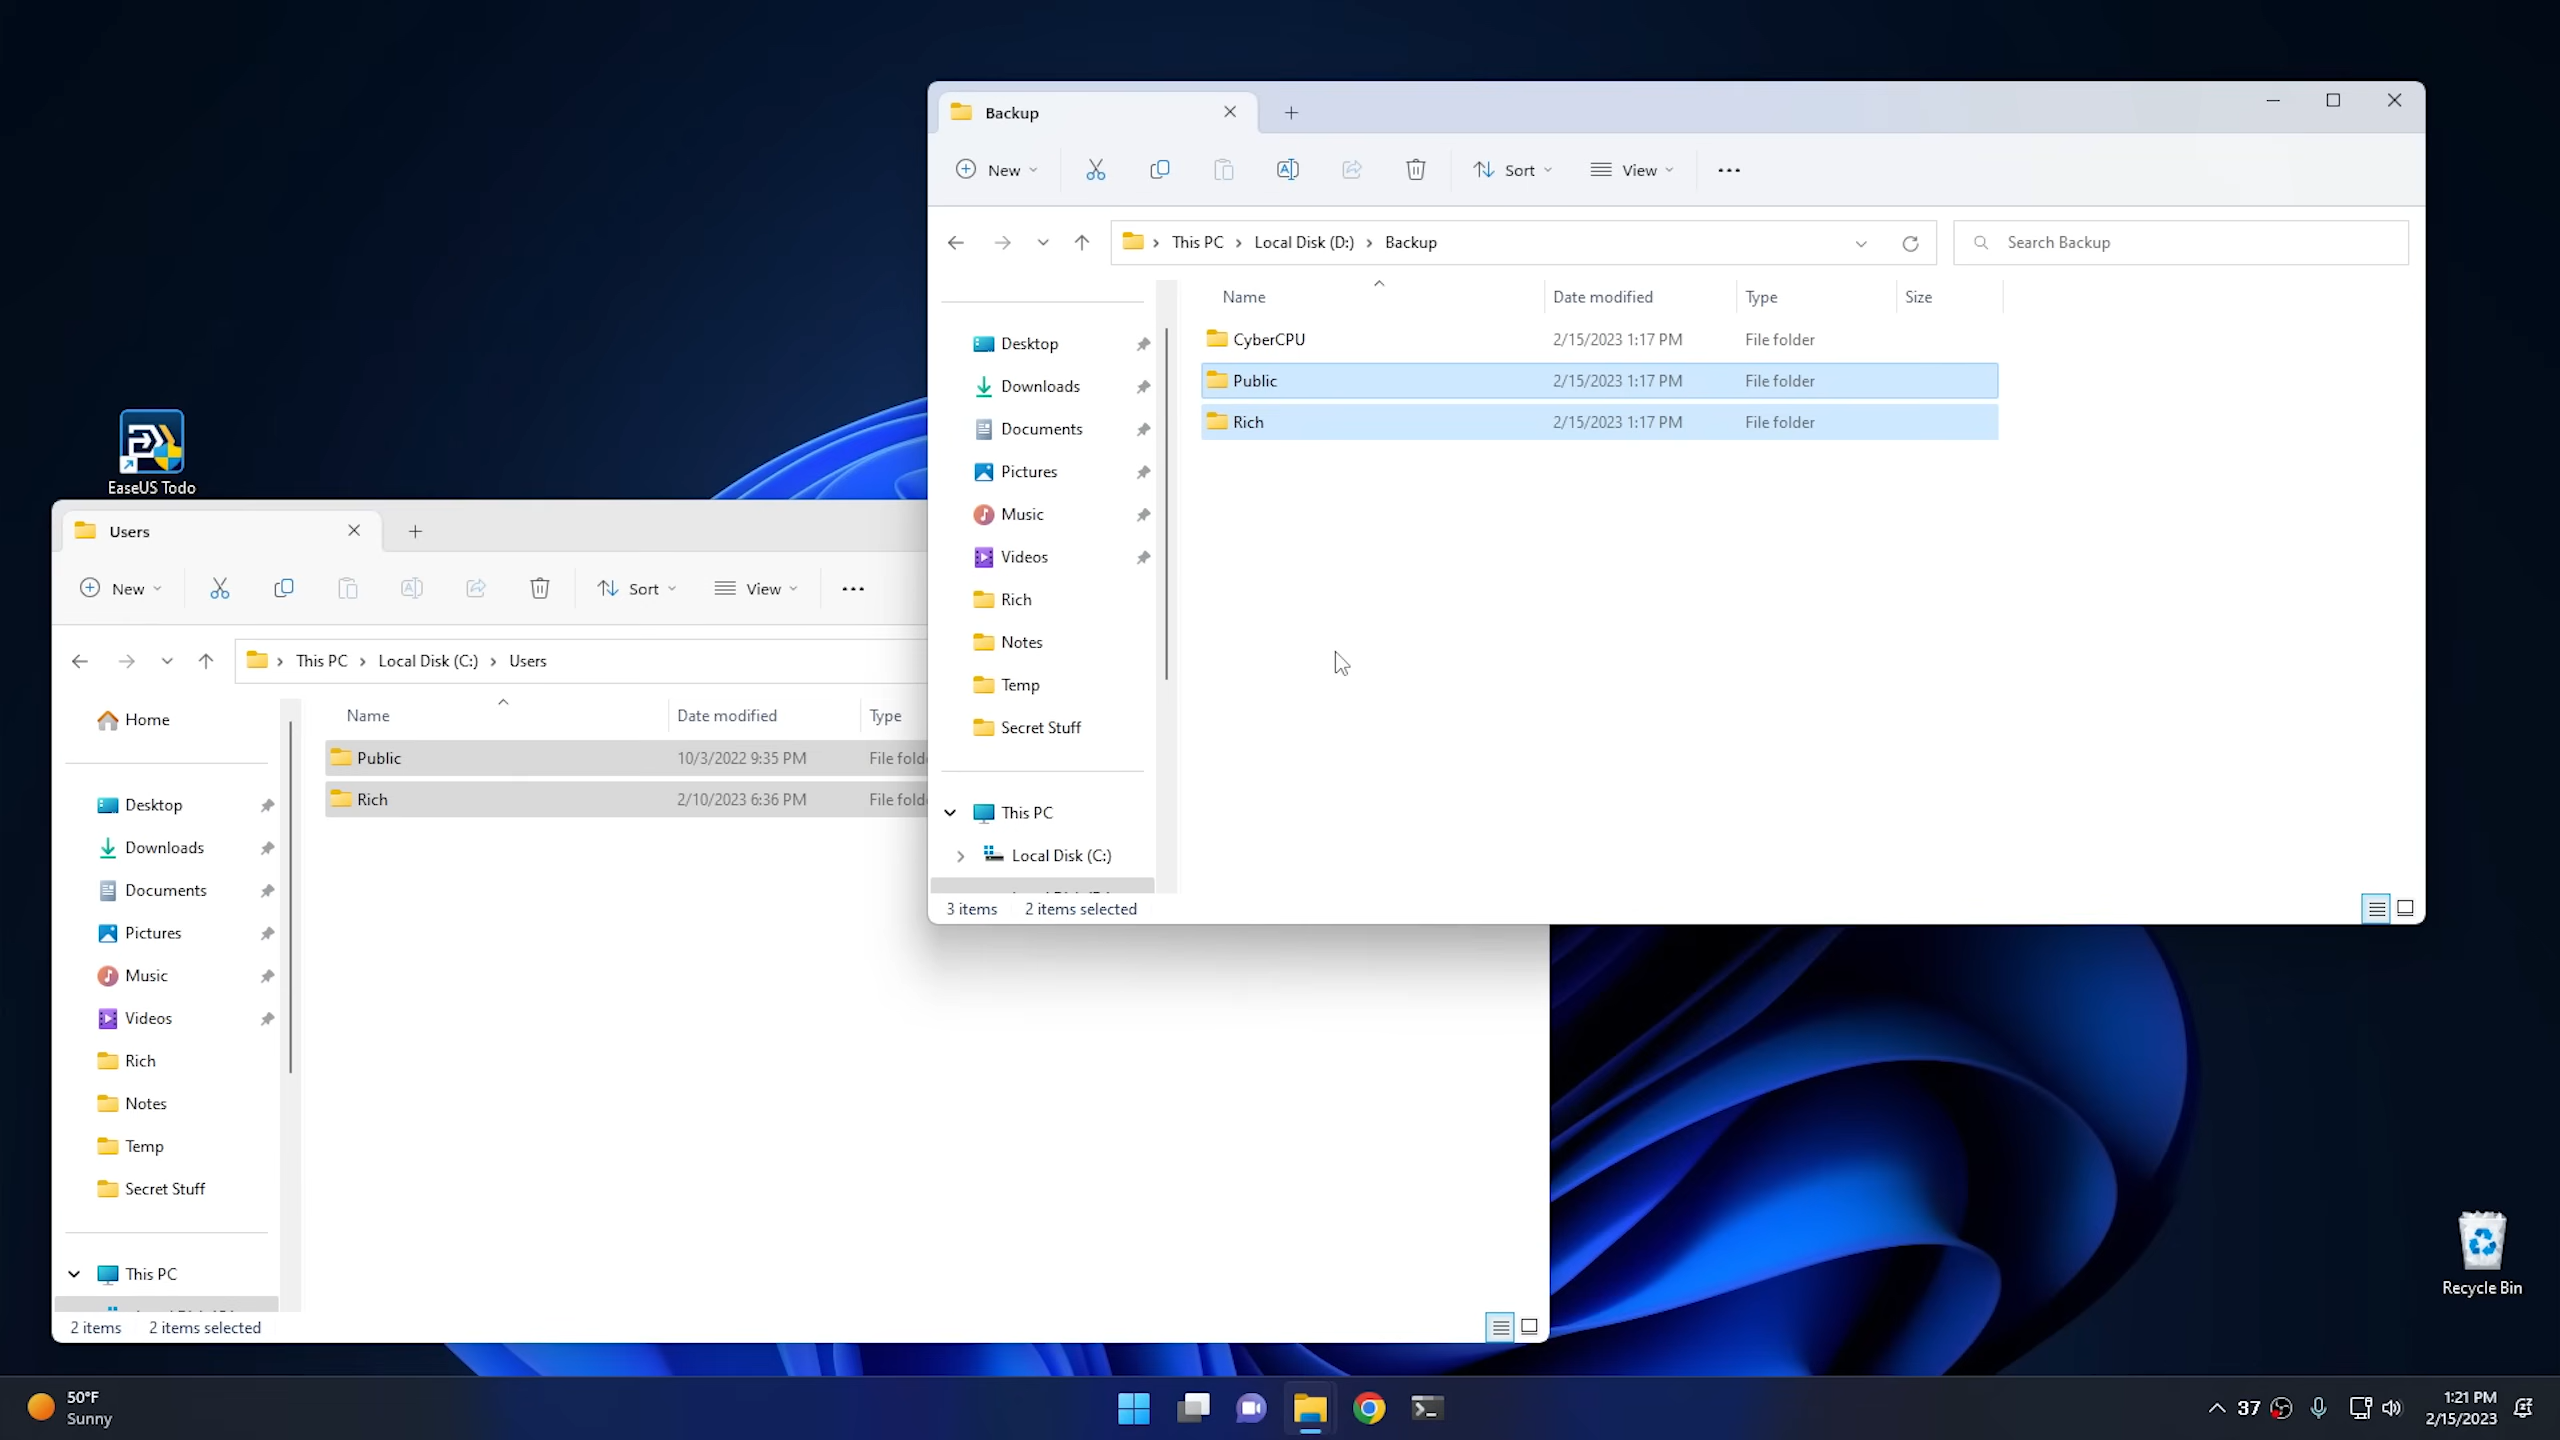 Backup
New
Sort
View
This PC
Local Disk (D:)
Backup
Search Backup
Name
Date modified
Type
Size
CyberCPU 2/15/2023 1:17 PM File folder
Public 2/15/2023 1:17 PM File folder
Rich 2/15/2023 1:17 PM File folder
Desktop
Downloads
Documents
Pictures
Music
Videos
Rich
Notes
Temp
Secret Stuff
This PC
Local Disk (C:)
3 items 2 items selected
EaseUS Todo
Users
New
Sort
View
This PC
Local Disk (C:)
Users
Name
Date modified
Type
Public 10/3/2022 9:35 PM File fold
Rich 2/10/2023 6:36 PM File fold
Home
Desktop
Downloads
Documents
Pictures
Music
Videos
Rich
Notes
Temp
Secret Stuff
This PC
2 items 2 items selected
Recycle Bin
50°F
Sunny
37
1:21 PM
2/15/2023